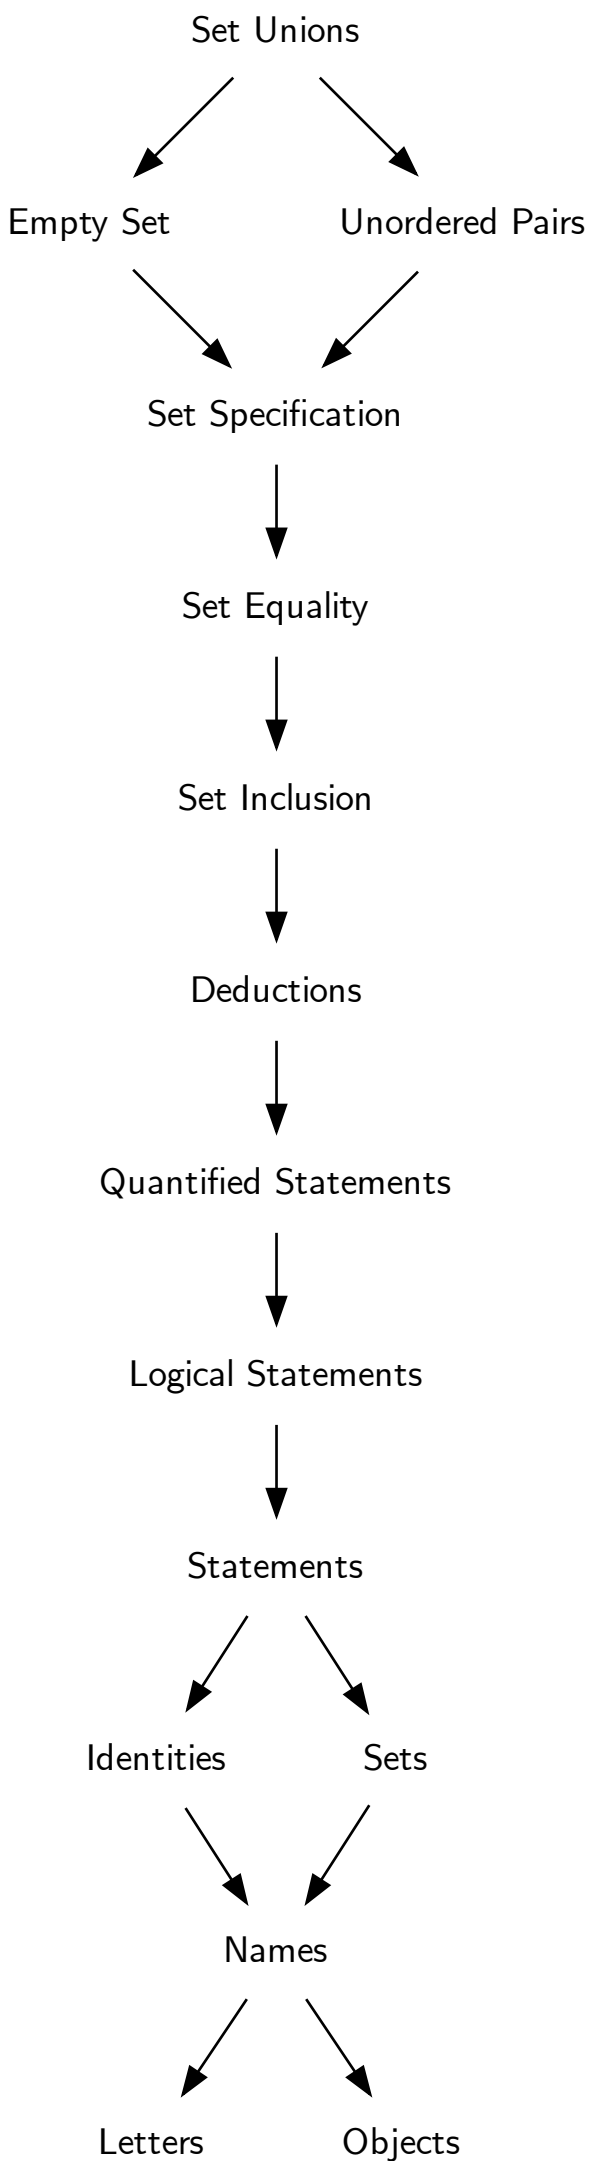 Set Unions
Empty Set
Unordered Pairs
Set Specification
Set Equality
Set Inclusion
Deductions
Quantified Statements
Logical Statements
Statements
Identities
Sets
Names
Letters
Objects